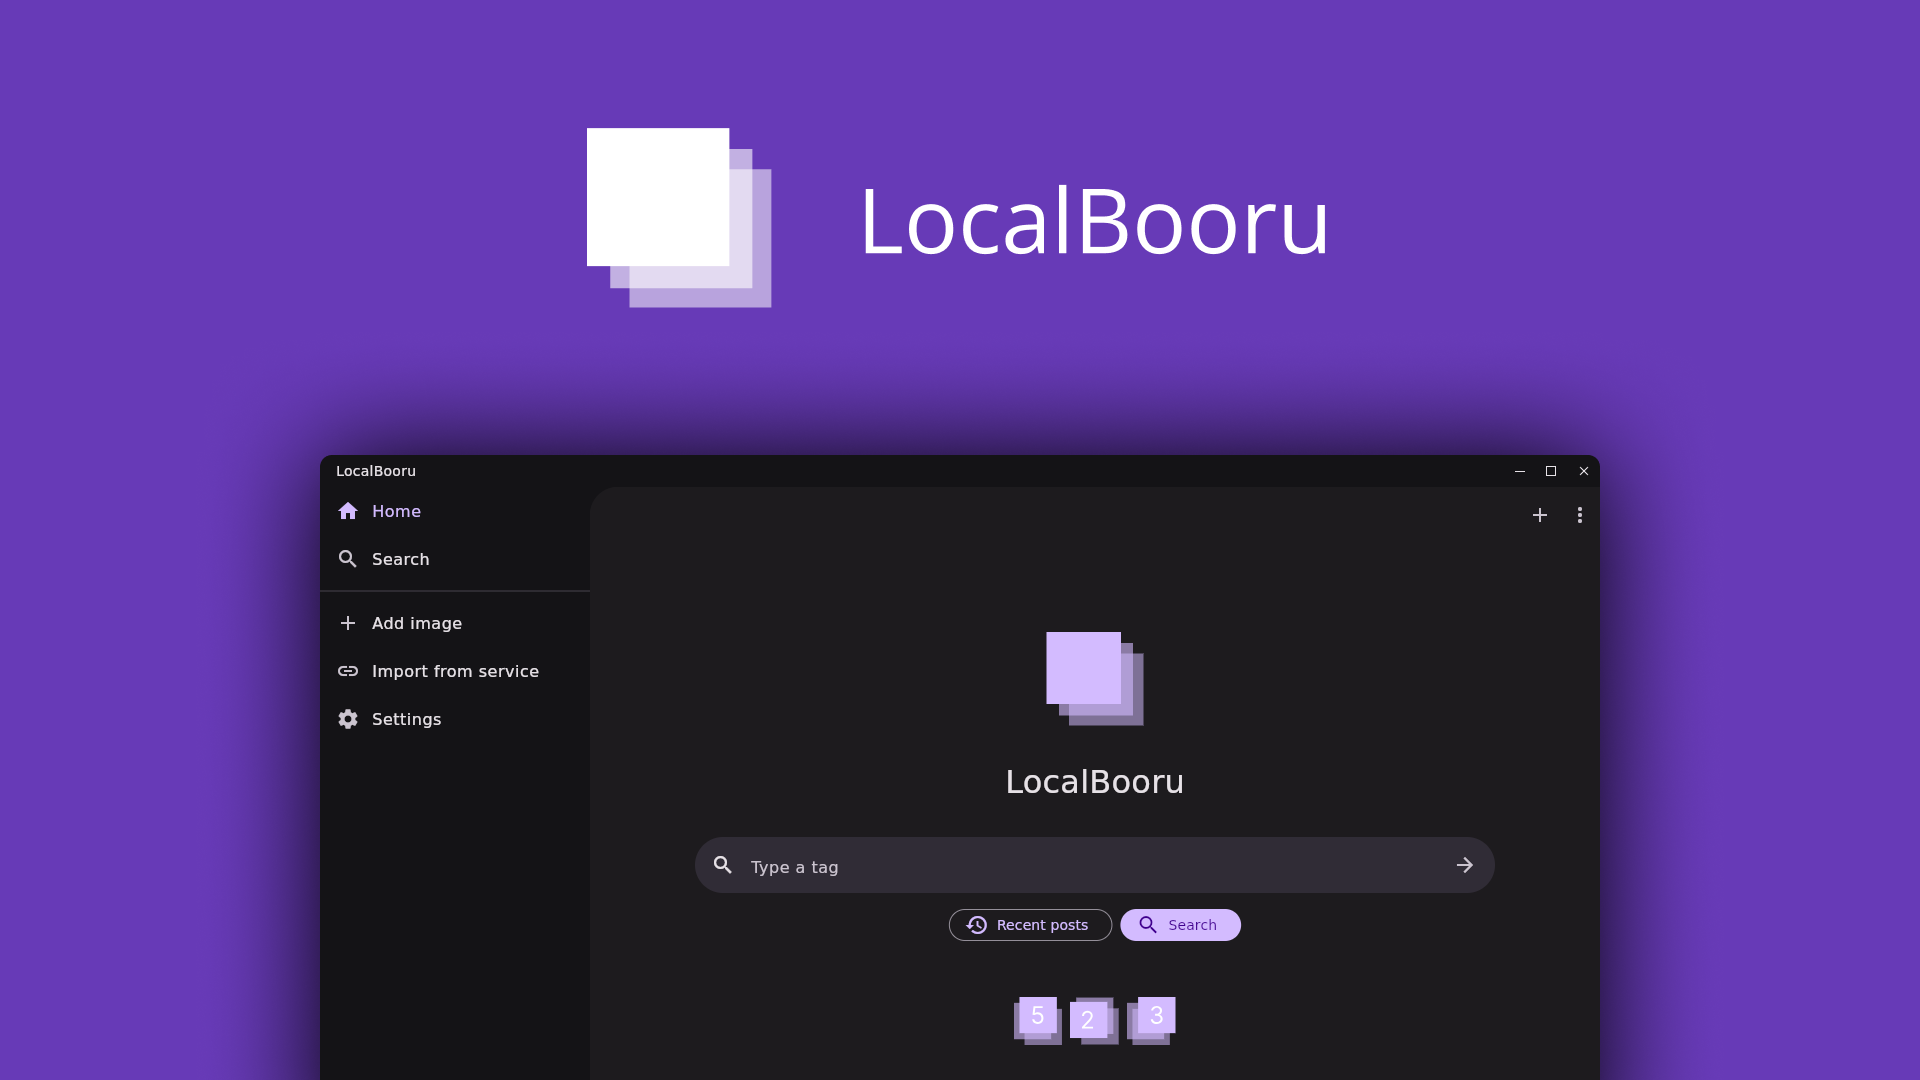 LocalBooru
LocalBooru
Home
Search
Add image
Import from service
Settings
LocalBooru
Type a tag
Recent posts Search
5 2 3